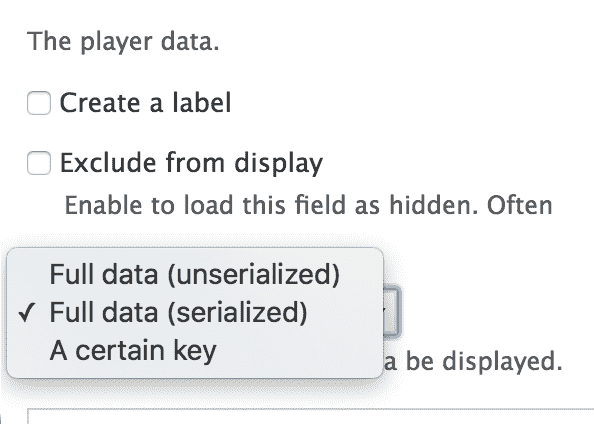 The player data.
Create a label
Exclude from display
Enable to load this field as hidden. Often
Full data (unserialized)
✓ Full data (serialized)
A certain key
a be displayed.